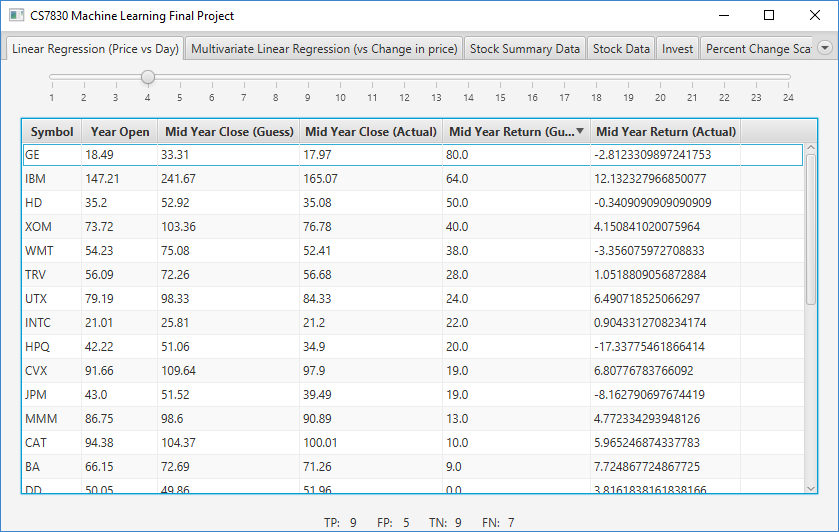 CS7830 Machine Learning Final Project
Linear Regression (Price vs Day) Multivariate Linear Regression (vs Change in price) Stock Summary Data Stock Data Invest Percent Change Sca
1 2 3 4 5 6 7 8 9 10 11 12 13 14 15 16 17 18 19 20 21 22 23 24
Symbol Year Open Mid Year Close (Guess) Mid Year Close (Actual) Mid Year Return (Gu... Mid Year Return (Actual)
GE 18.49 33.31 17.97 80.0 -2.8123309897241753
IBM 147.21 241.67 165.07 64.0 12.132327966850077
HD 35.2 52.92 35.08 50.0 -0.3409090909090909
XOM 73.72 103.36 76.78 40.0 4.150841020075964
WMT 54.23 75.08 52.41 38.0 -3.356075972708833
TRV 56.09 72.26 56.68 28.0 1.0518809056872884
UTX 79.19 98.33 84.33 24.0 6.490718525066297
INTC 21.01 25.81 21.2 22.0 0.9043312708234174
HPQ 42.22 51.06 34.9 20.0 -17.33775461866414
CVX 91.66 109.64 97.9 19.0 6.80776783766092
JPM 43.0 51.52 39.49 19.0 -8.162790697674419
MMM 86.75 98.6 90.89 13.0 4.772334293948126
CAT 94.38 104.37 100.01 10.0 5.965246874337783
BA 66.15 72.69 71.26 9.0 7.724867724867725
DD 50.05 49.86 51.96 0.0 3.8161838161838166
TP: 9 FP: 5 TN: 9 FN: 7